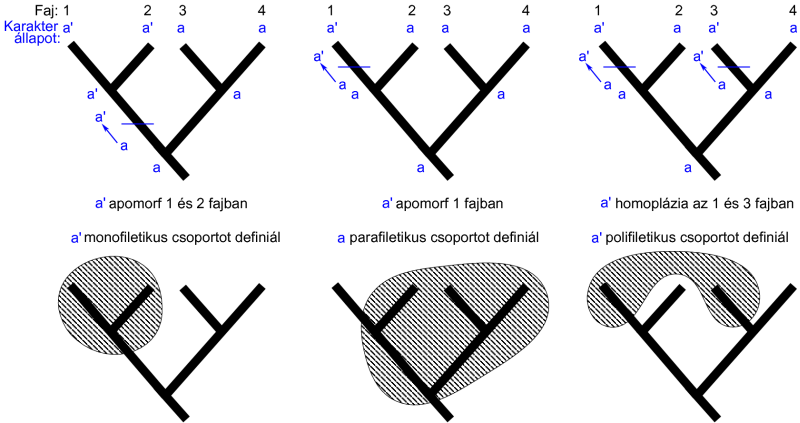 Faj: 1 2 3 4 1 2 3 4 1 2 3 4
Karakter a' a' a a a' a a a a' a a' a
állapot:
a' a' a'
a a a
a' a a a a a
a'
a
a a a
a' apomorf 1 és 2 fajban
a' apomorf 1 fajban
a' homoplázia az 1 és 3 fajban
a' monofiletikus csoportot definiál
a parafiletikus csoportot definiál
a' polifiletikus csoportot definiál